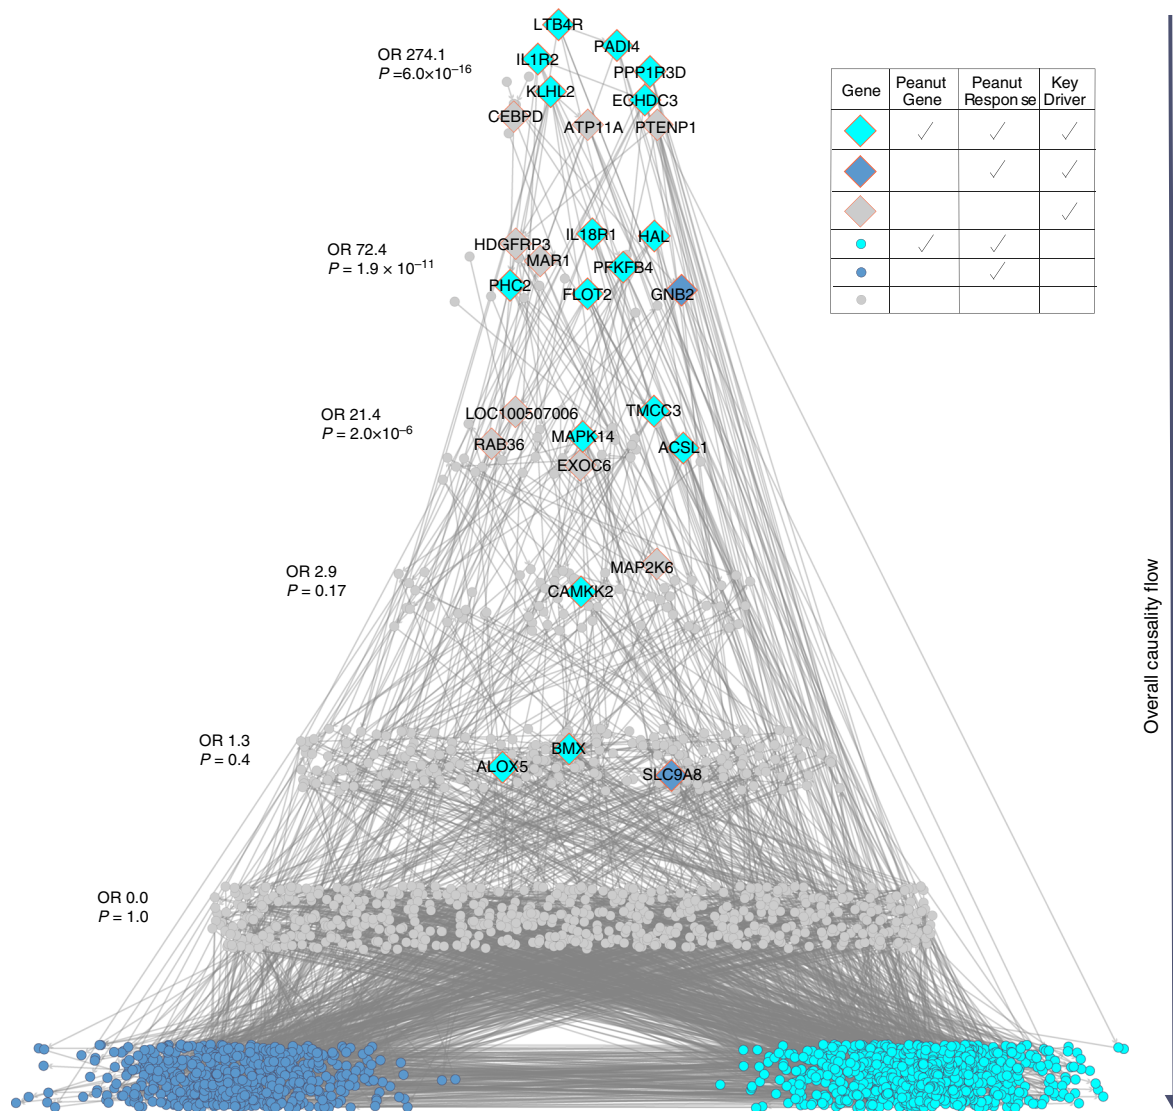 LTB4R
PADI4
OR 274.1
IL1R2
P =6.0×10⁻¹⁶
PPP1R3D
KLHL2
ECHDC3
CEBPD
ATP11A
PTENP1
Gene
Peanut Gene
Peanut Respon se
Key Driver
✓ ✓ ✓
✓ ✓
✓
✓ ✓
✓
OR 72.4
P = 1.9 × 10⁻¹¹
HDGFRP3
IL18R1
HAL
MAR1
PFKFB4
PHC2
FLOT2
GNB2
OR 21.4
P = 2.0×10⁻⁶
LOC100507006
TMCC3
RAB36
MAPK14
ACSL1
EXOC6
OR 2.9
P = 0.17
MAP2K6
CAMKK2
OR 1.3
P = 0.4
BMX
ALOX5
SLC9A8
OR 0.0
P = 1.0
Overall causality flow